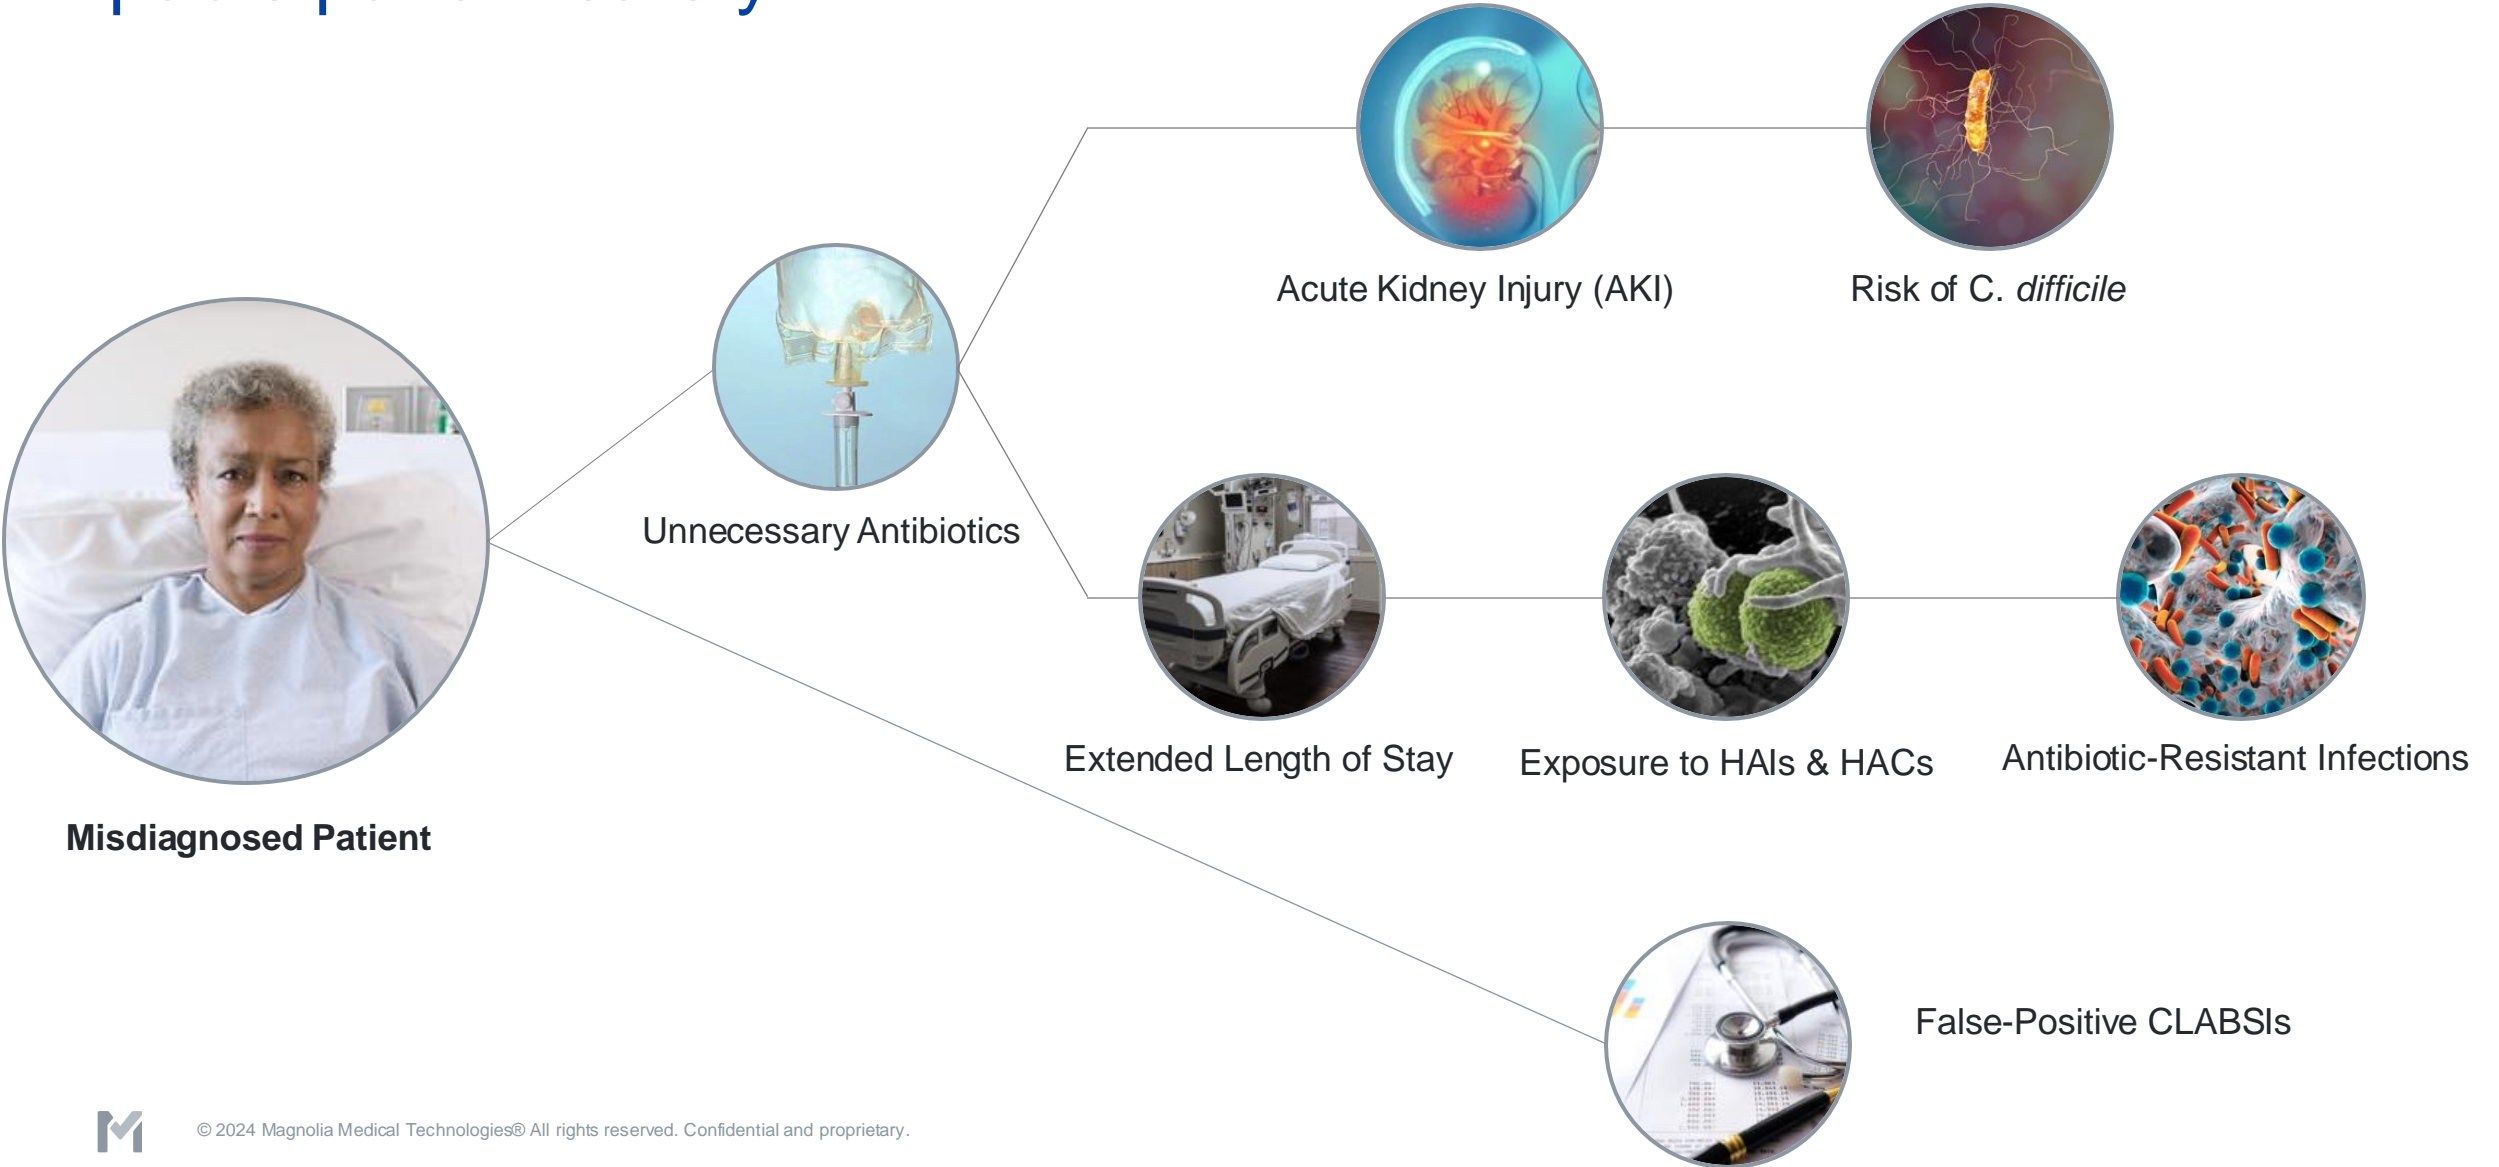 Acute Kidney Injury (AKI)
Risk of C. difficile
Unnecessary Antibiotics
Extended Length of Stay
Exposure to HAIs & HACs
Antibiotic-Resistant Infections
Misdiagnosed Patient
False-Positive CLABSIs
© 2024 Magnolia Medical Technologies® All rights reserved. Confidential and proprietary.